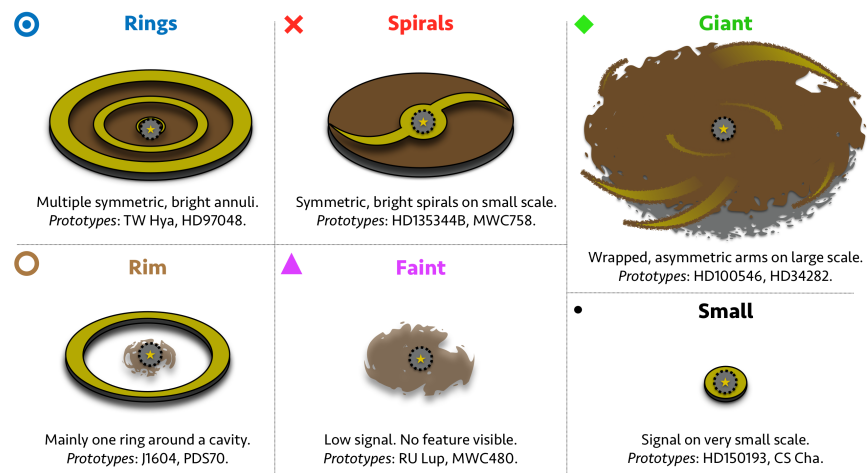 Rings
Multiple symmetric, bright annuli.
Prototypes: TW Hya, HD97048.
Spirals
Symmetric, bright spirals on small scale.
Prototypes: HD135344B, MWC758.
Giant
Wrapped, asymmetric arms on large scale.
Prototypes: HD100546, HD34282.
Rim
Mainly one ring around a cavity.
Prototypes: J1604, PDS70.
Faint
Low signal. No feature visible.
Prototypes: RU Lup, MWC480.
Small
Signal on very small scale.
Prototypes: HD150193, CS Cha.